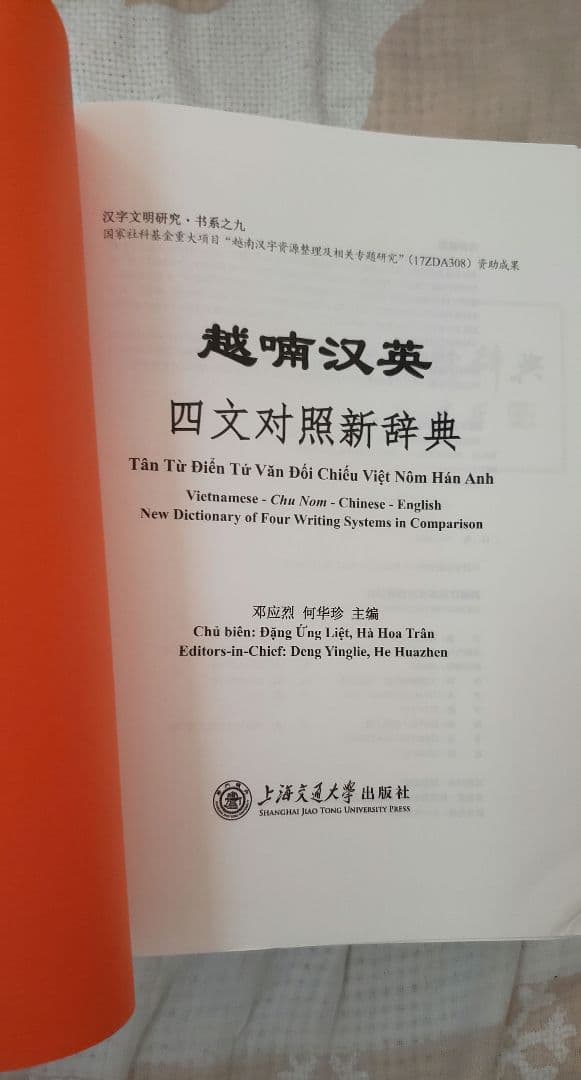 汉字文明研究·书系之九
国家社科基金重大项目“越南汉字资源整理及相关专题研究”（17ZDA308）资助成果
越喃汉英
四文对照新辞典
Tân Từ Điển Tứ Văn Đối Chiếu Việt Nôm Hán Anh
Vietnamese - Chu Nom - Chinese - English
New Dictionary of Four Writing Systems in Comparison
邓应烈 何华珍 主编
Chủ biên: Đặng Ứng Liệt, Hà Hoa Trân
Editors-in-Chief: Deng Yinglie, He Huazhen
上海交通大学出版社
SHANGHAI JIAO TONG UNIVERSITY PRESS